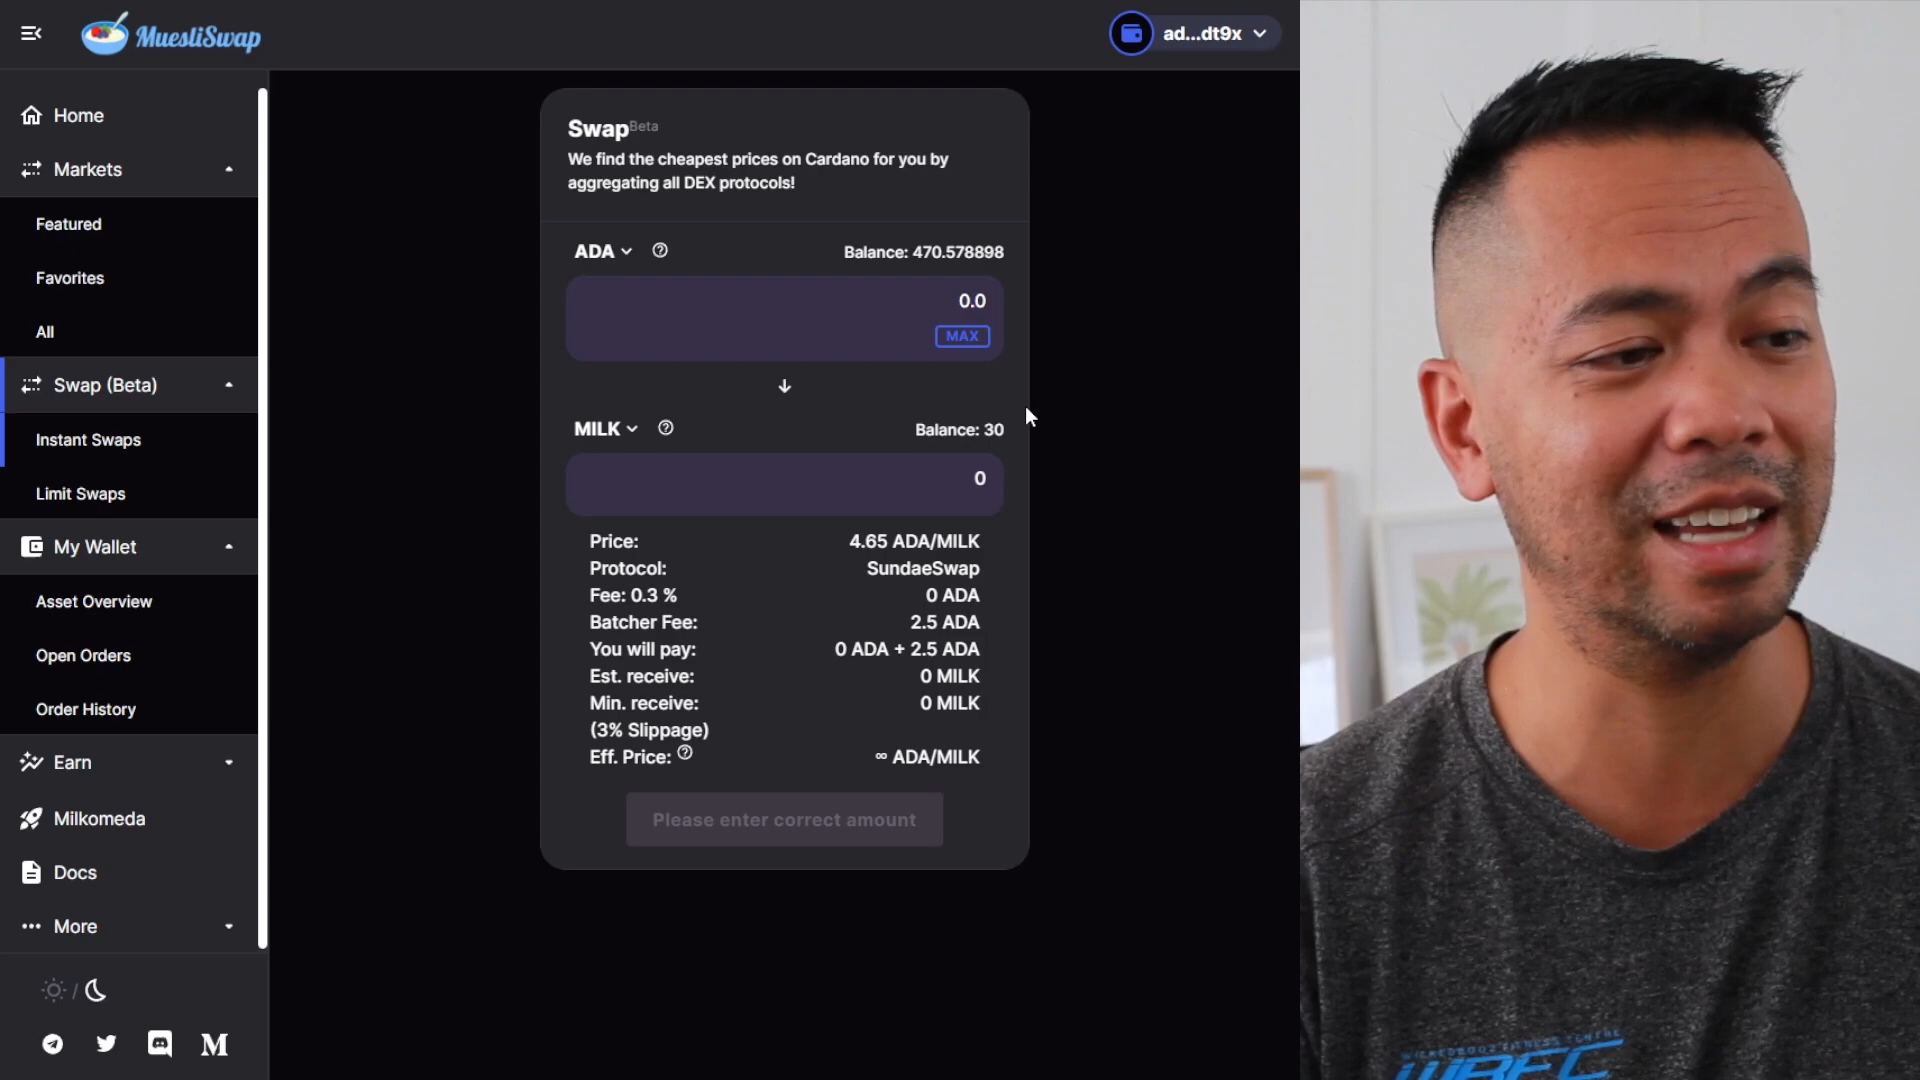 MuesliSwap
ad...dt9x
Home
Markets
Featured
Favorites
All
Swap (Beta)
Instant Swaps
Limit Swaps
My Wallet
Asset Overview
Open Orders
Order History
Earn
Milkomeda
Docs
More
/
M
Swap Beta
We find the cheapest prices on Cardano for you by
aggregating all DEX protocols!
ADA
Balance: 470.578898
0.0
MAX
MILK
Balance: 30
0
Price: 4.65 ADA/MILK
Protocol: SundaeSwap
Fee: 0.3 % 0 ADA
Batcher Fee: 2.5 ADA
You will pay: 0 ADA + 2.5 ADA
Est. receive: 0 MILK
Min. receive: 0 MILK
(3% Slippage)
Eff. Price: ∞ ADA/MILK
Please enter correct amount